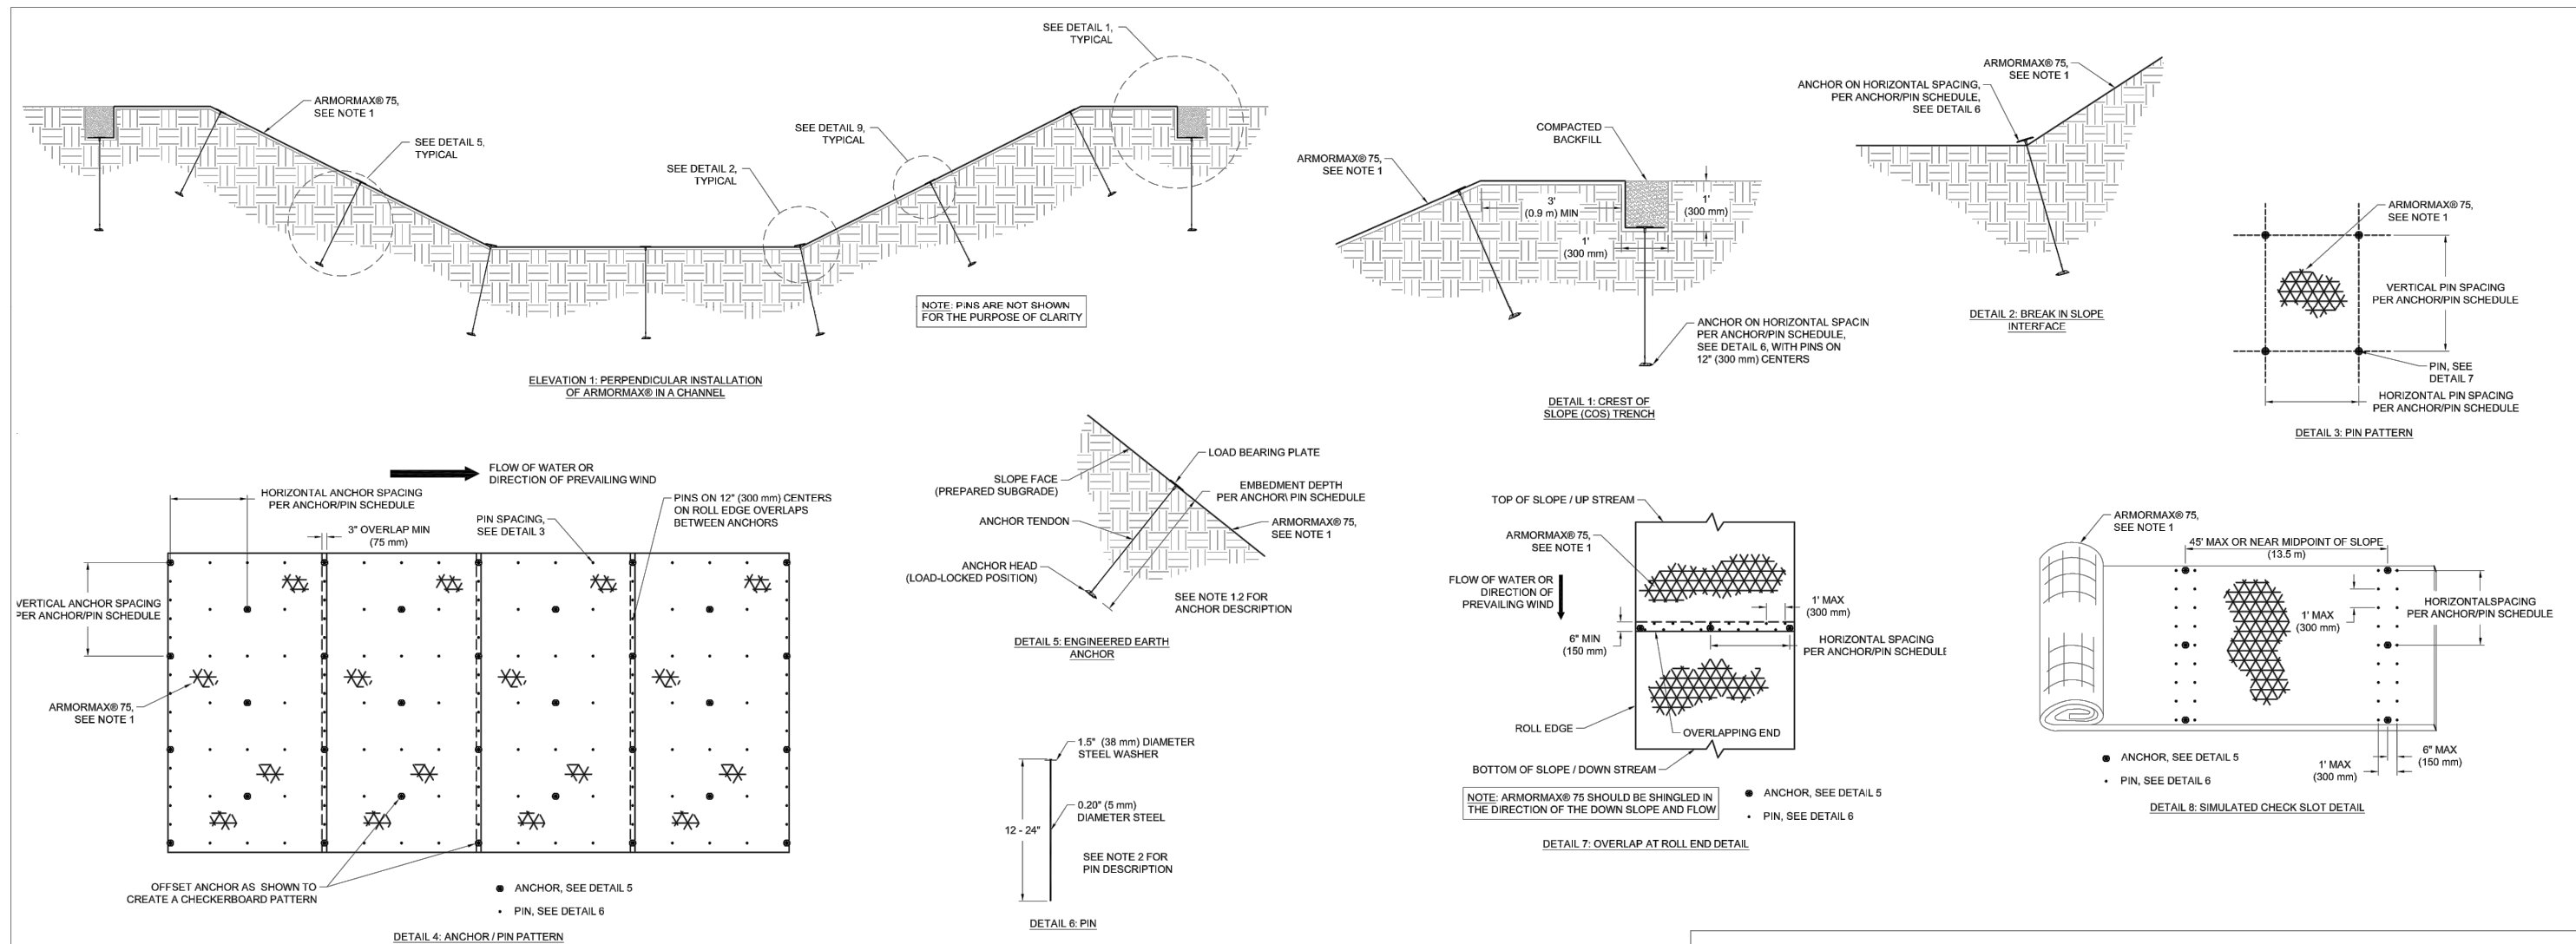 SEE DETAIL 1,
TYPICAL
ARMORMAX® 75,
SEE NOTE 1
SEE DETAIL 5,
TYPICAL
SEE DETAIL 9,
TYPICAL
SEE DETAIL 2,
TYPICAL
NOTE: PINS ARE NOT SHOWN
FOR THE PURPOSE OF CLARITY
ELEVATION 1: PERPENDICULAR INSTALLATION
OF ARMORMAX® IN A CHANNEL
COMPACTED
BACKFILL
ARMORMAX® 75,
SEE NOTE 1
3'
(0.9 m) MIN
1'
(300 mm)
1'
(300 mm)
ANCHOR ON HORIZONTAL SPACIN
PER ANCHOR/PIN SCHEDULE,
SEE DETAIL 6, WITH PINS ON
12" (300 mm) CENTERS
DETAIL 1: CREST OF
SLOPE (COS) TRENCH
ARMORMAX® 75,
SEE NOTE 1
ANCHOR ON HORIZONTAL SPACING,
PER ANCHOR/PIN SCHEDULE,
SEE DETAIL 6
DETAIL 2: BREAK IN SLOPE
INTERFACE
ARMORMAX® 75,
SEE NOTE 1
VERTICAL PIN SPACING
PER ANCHOR/PIN SCHEDULE
PIN, SEE
DETAIL 7
HORIZONTAL PIN SPACING
PER ANCHOR/PIN SCHEDULE
DETAIL 3: PIN PATTERN
FLOW OF WATER OR
DIRECTION OF PREVAILING WIND
HORIZONTAL ANCHOR SPACING
PER ANCHOR/PIN SCHEDULE
3" OVERLAP MIN
(75 mm)
PIN SPACING,
SEE DETAIL 3
PINS ON 12" (300 mm) CENTERS
ON ROLL EDGE OVERLAPS
BETWEEN ANCHORS
VERTICAL ANCHOR SPACING
PER ANCHOR/PIN SCHEDULE
ARMORMAX® 75,
SEE NOTE 1
OFFSET ANCHOR AS SHOWN TO
CREATE A CHECKERBOARD PATTERN
ANCHOR, SEE DETAIL 5
PIN, SEE DETAIL 6
DETAIL 4: ANCHOR / PIN PATTERN
LOAD BEARING PLATE
SLOPE FACE
(PREPARED SUBGRADE)
EMBEDMENT DEPTH
PER ANCHOR\ PIN SCHEDULE
ANCHOR TENDON
ARMORMAX® 75,
SEE NOTE 1
ANCHOR HEAD
(LOAD-LOCKED POSITION)
SEE NOTE 1.2 FOR
ANCHOR DESCRIPTION
DETAIL 5: ENGINEERED EARTH
ANCHOR
1.5" (38 mm) DIAMETER
STEEL WASHER
0.20" (5 mm)
DIAMETER STEEL
12 - 24"
SEE NOTE 2 FOR
PIN DESCRIPTION
DETAIL 6: PIN
TOP OF SLOPE / UP STREAM
ARMORMAX® 75,
SEE NOTE 1
FLOW OF WATER OR
DIRECTION OF
PREVAILING WIND
1' MAX
(300 mm)
6" MIN
(150 mm)
HORIZONTAL SPACING
PER ANCHOR/PIN SCHEDULE
ROLL EDGE
OVERLAPPING END
BOTTOM OF SLOPE / DOWN STREAM
NOTE: ARMORMAX® 75 SHOULD BE SHINGLED IN
THE DIRECTION OF THE DOWN SLOPE AND FLOW
ANCHOR, SEE DETAIL 5
PIN, SEE DETAIL 6
DETAIL 7: OVERLAP AT ROLL END DETAIL
ARMORMAX® 75,
SEE NOTE 1
45' MAX OR NEAR MIDPOINT OF SLOPE
(13.5 m)
1' MAX
(300 mm)
HORIZONTALSPACING
PER ANCHOR/PIN SCHEDULE
ANCHOR, SEE DETAIL 5
PIN, SEE DETAIL 6
1' MAX
(300 mm)
6" MAX
(150 mm)
DETAIL 8: SIMULATED CHECK SLOT DETAIL